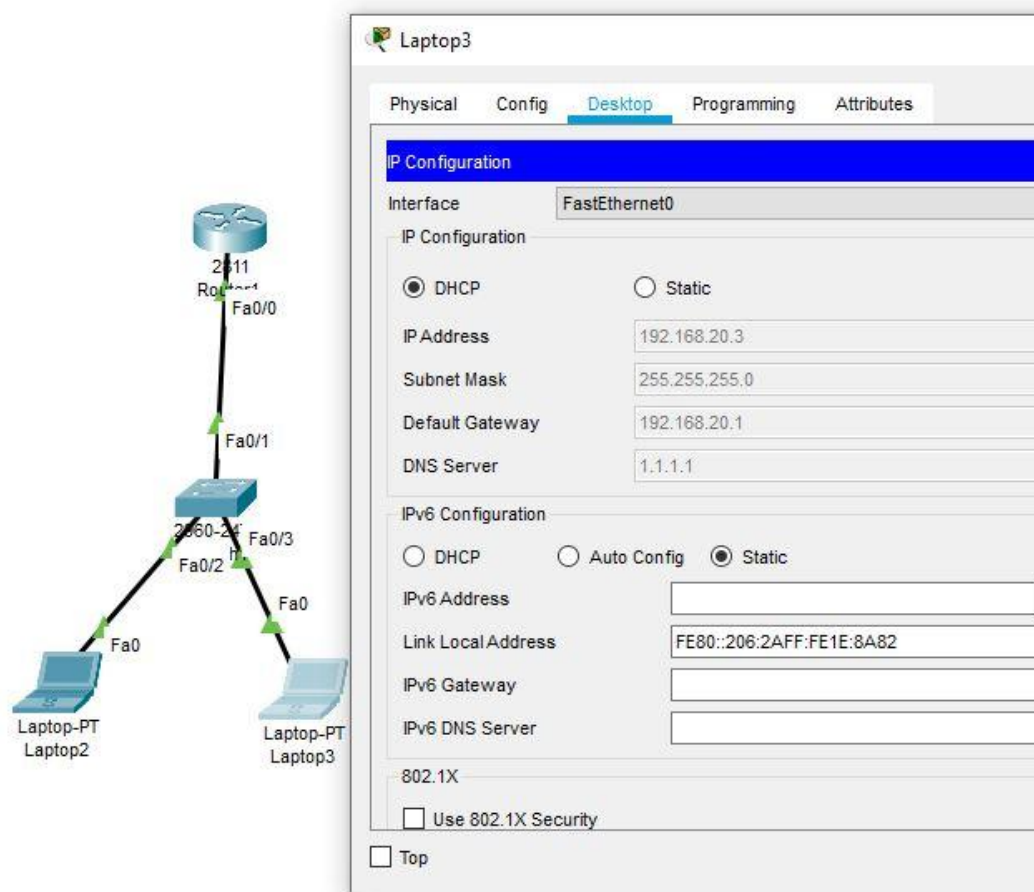 Laptop3
Physical Config Desktop Programming Attributes
IP Configuration
Interface FastEthernet0
IP Configuration
DHCP Static
IP Address 192.168.20.3
Subnet Mask 255.255.255.0
Default Gateway 192.168.20.1
DNS Server 1.1.1.1
IPv6 Configuration
DHCP Auto Config Static
IPv6 Address
Link Local Address FE80::206:2AFF:FE1E:8A82
IPv6 Gateway
IPv6 DNS Server
802.1X
Use 802.1X Security
Top
2811
Router1
Fa0/0
Fa0/1
Fa0/3
Fa0/2
Fa0
Fa0
Laptop-PT
Laptop2
Laptop-PT
Laptop3